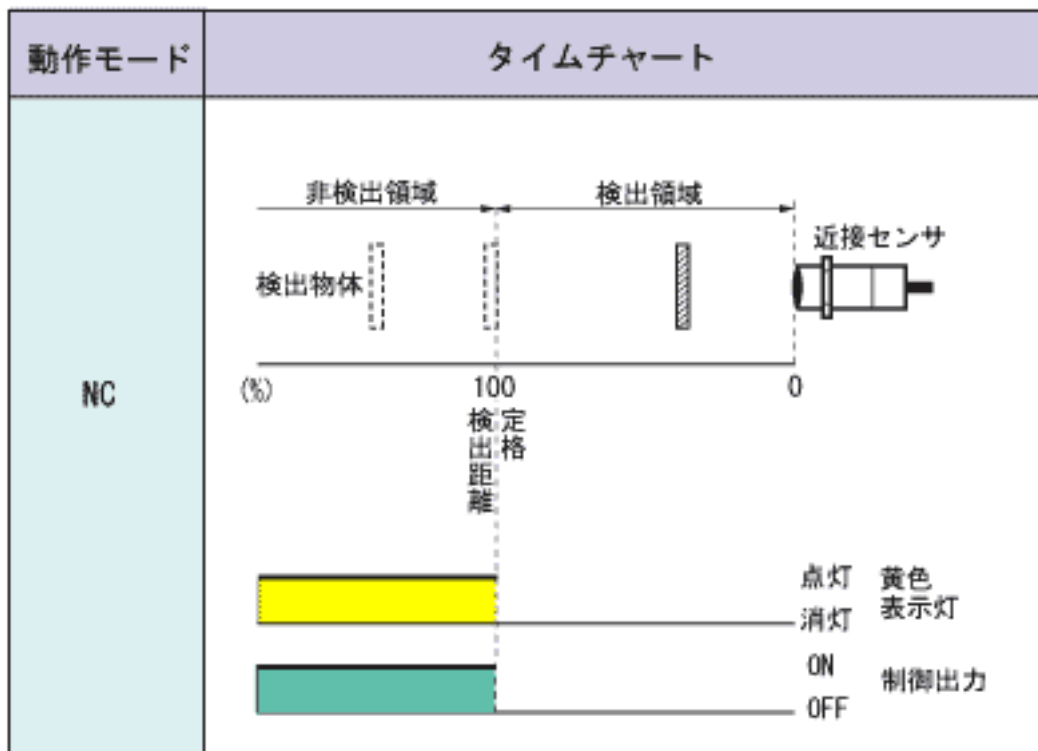 動作モード
タイムチャート
NC
非検出領域
検出領域
近接センサ
検出物体
(%)
100
0
定格
検出距離
点灯
黄色
表示灯
消灯
ON
制御出力
OFF